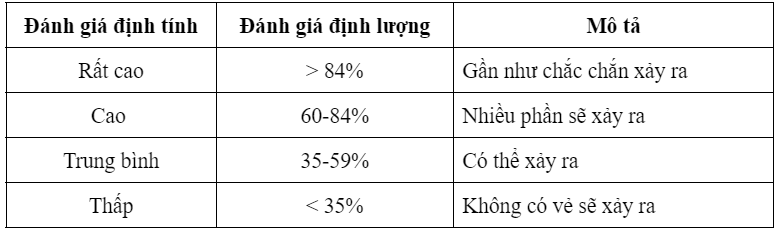 Đánh giá định tính Đánh giá định lượng Mô tả
Rất cao > 84% Gần như chắc chắn xảy ra
Cao 60-84% Nhiều phần sẽ xảy ra
Trung bình 35-59% Có thể xảy ra
Thấp < 35% Không có vẻ sẽ xảy ra